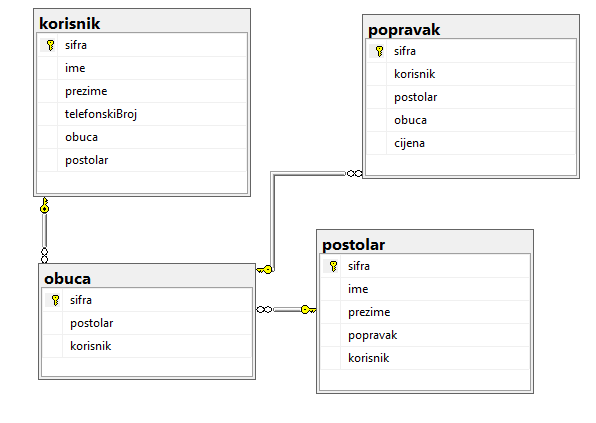 korisnik
sifra
ime
prezime
telefonskiBroj
obuca
postolar
popravak
sifra
korisnik
postolar
obuca
cijena
obuca
sifra
postolar
korisnik
postolar
sifra
ime
prezime
popravak
korisnik